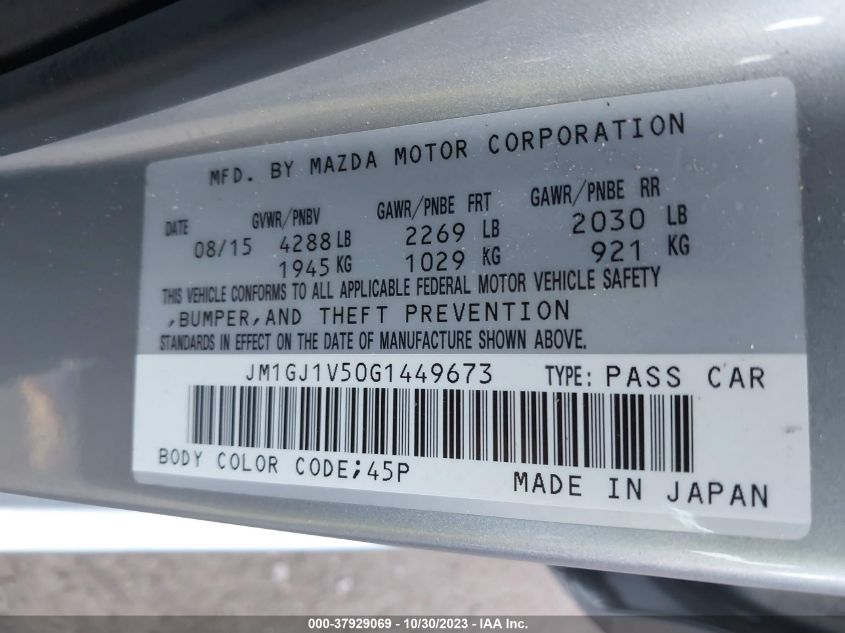 MFD. BY MAZDA MOTOR CORPORATION
DATE GVWR/PNBV GAWR/PNBE FRT GAWR/PNBE RR
08/15 4288 LB 2269 LB 2030 LB
1945 KG 1029 KG 921 KG
THIS VEHICLE CONFORMS TO ALL APPLICABLE FEDERAL MOTOR VEHICLE SAFETY
,BUMPER,AND THEFT PREVENTION
STANDARDS IN EFFECT ON THE DATE OF MANUFACTURE SHOWN ABOVE.
JM1GJ1V50G1449673 TYPE: PASS CAR
BODY COLOR CODE;45P
MADE IN JAPAN
000-37929069 - 10/30/2023 - IAA Inc.